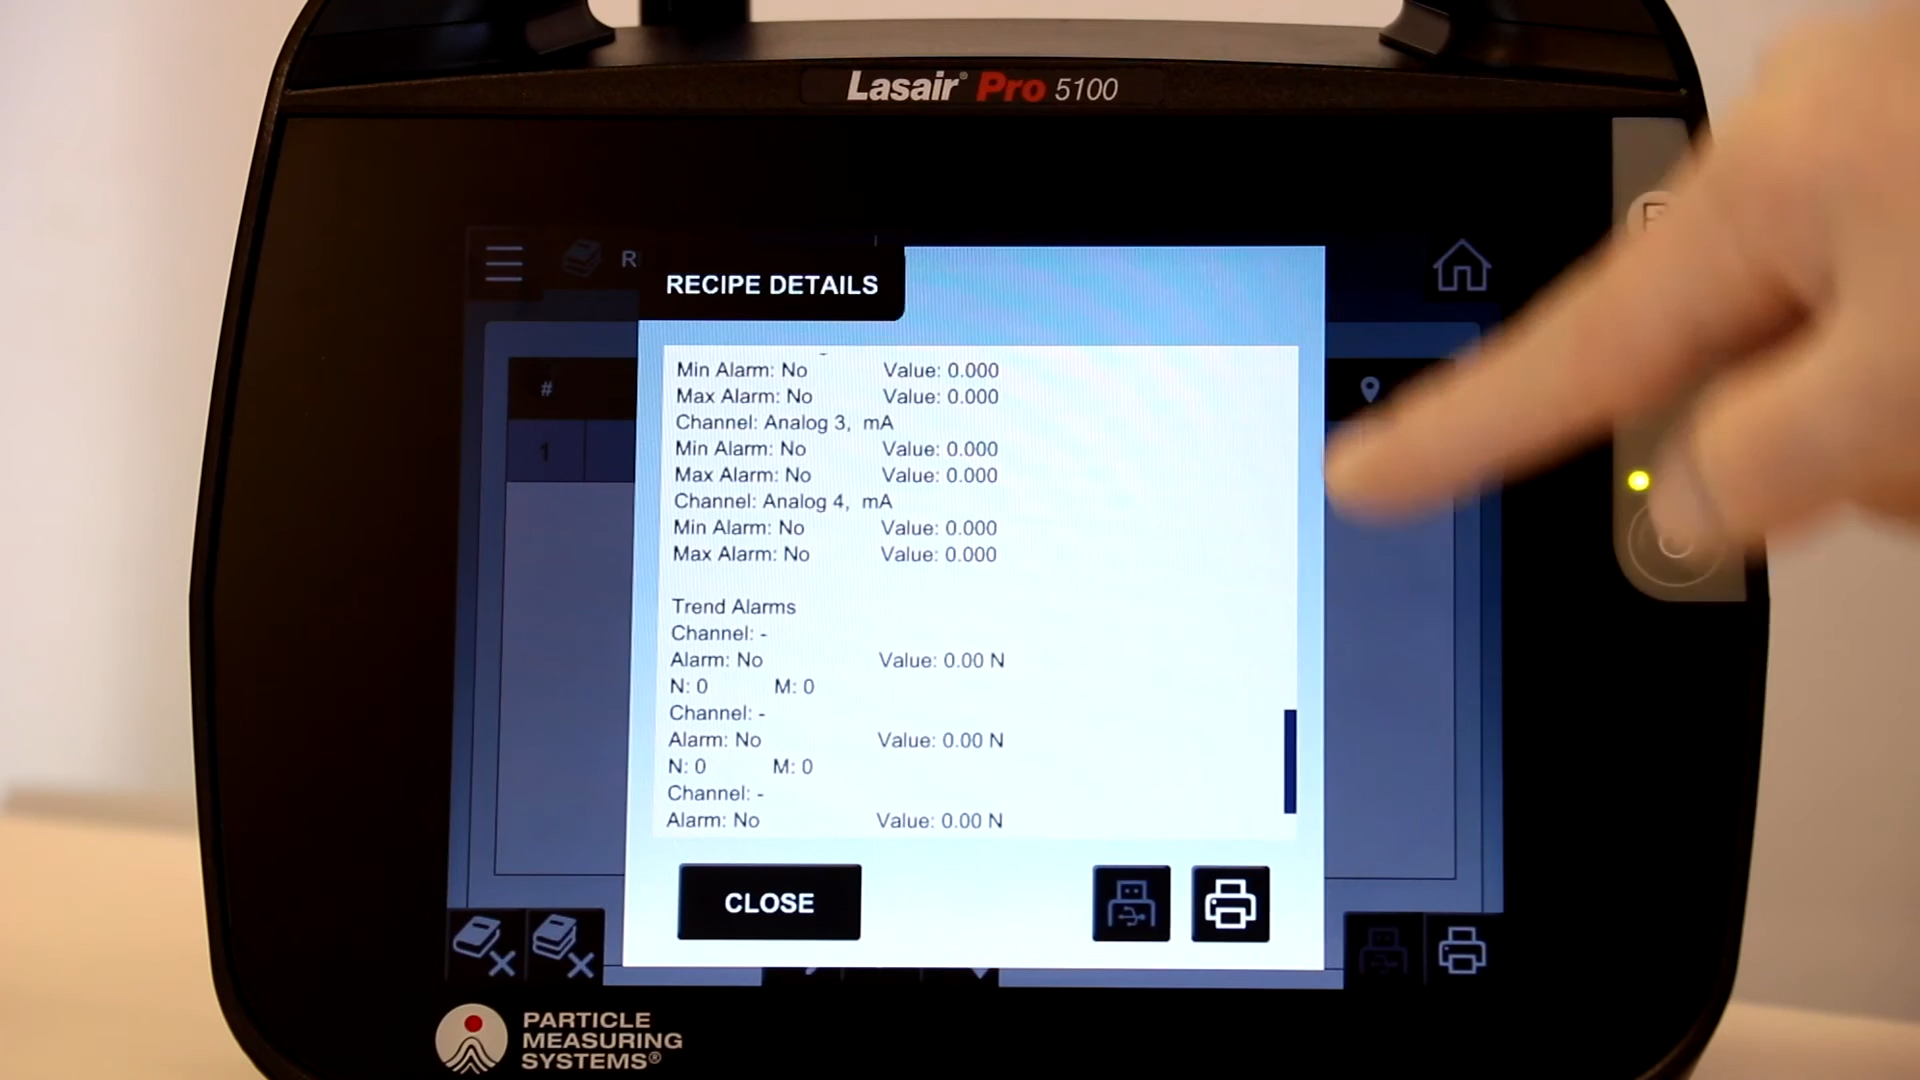 Lasair® Pro 5100
RECIPE DETAILS
#
1
Min Alarm: No Value: 0.000
Max Alarm: No Value: 0.000
Channel: Analog 3, mA
Min Alarm: No Value: 0.000
Max Alarm: No Value: 0.000
Channel: Analog 4, mA
Min Alarm: No Value: 0.000
Max Alarm: No Value: 0.000
Trend Alarms
Channel: -
Alarm: No Value: 0.00 N
N: 0 M: 0
Channel: -
Alarm: No Value: 0.00 N
N: 0 M: 0
Channel: -
Alarm: No Value: 0.00 N
CLOSE
PARTICLE
MEASURING
SYSTEMS®